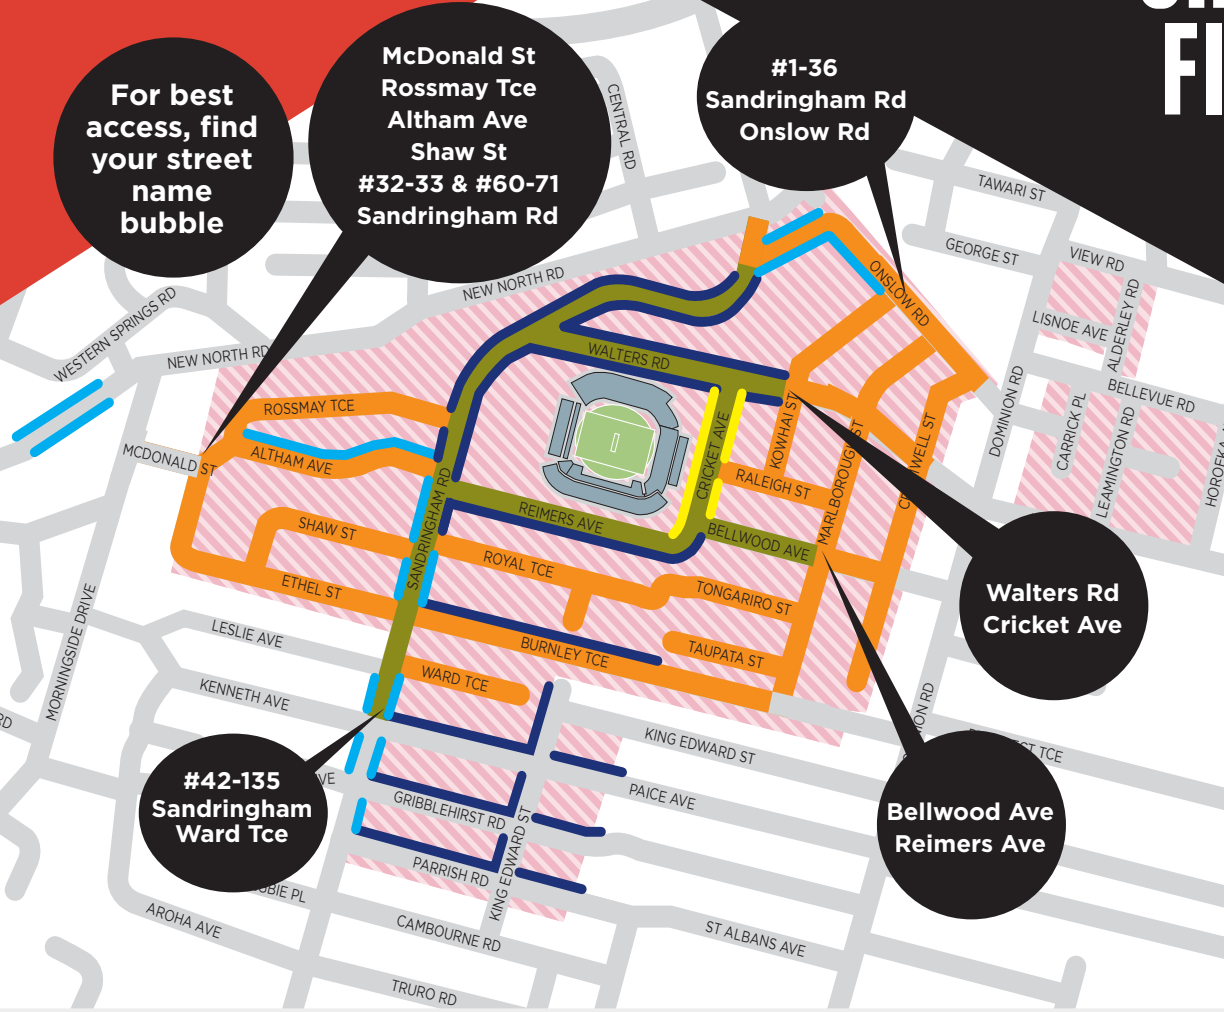 For best
access, find
your street
name
bubble
McDonald St
Rossmay Tce
Altham Ave
Shaw St
#32-33 & #60-71
Sandringham Rd
#1-36
Sandringham Rd
Onslow Rd
FI
CENTRAL RD
TAWARI ST
GEORGE ST
VIEW RD
NEW NORTH RD
ONSLOW RD
WESTERN SPRINGS RD
LISNOE AVE
ALDERLEY RD
NEW NORTH RD
WALTERS RD
BELLEVUE RD
DOMINION RD
ROSSMAY TCE
CARRICK PL
LEAMINGTON RD
KOWHAI ST
CRICKET AVE
MCDONALD ST
ALTHAM AVE
RALEIGH ST
MARLBOROUGH ST
SANDRINGHAM RD
REIMERS AVE
SHAW ST
BELLWOOD AVE
ROYAL TCE
ETHEL ST
TONGARIRO ST
Walters Rd
Cricket Ave
MORNINGSIDE DRIVE
LESLIE AVE
BURNLEY TCE
TAUPATA ST
WARD TCE
KENNETH AVE
RD
KING EDWARD ST
TCE
PAICE AVE
#42-135
Sandringham
Ward Tce
VE
GRIBBLEHIRST RD
KING EDWARD ST
Bellwood Ave
Reimers Ave
PARRISH RD
PL
AROHA AVE
CAMBOURNE RD
ST ALBANS AVE
TRURO RD